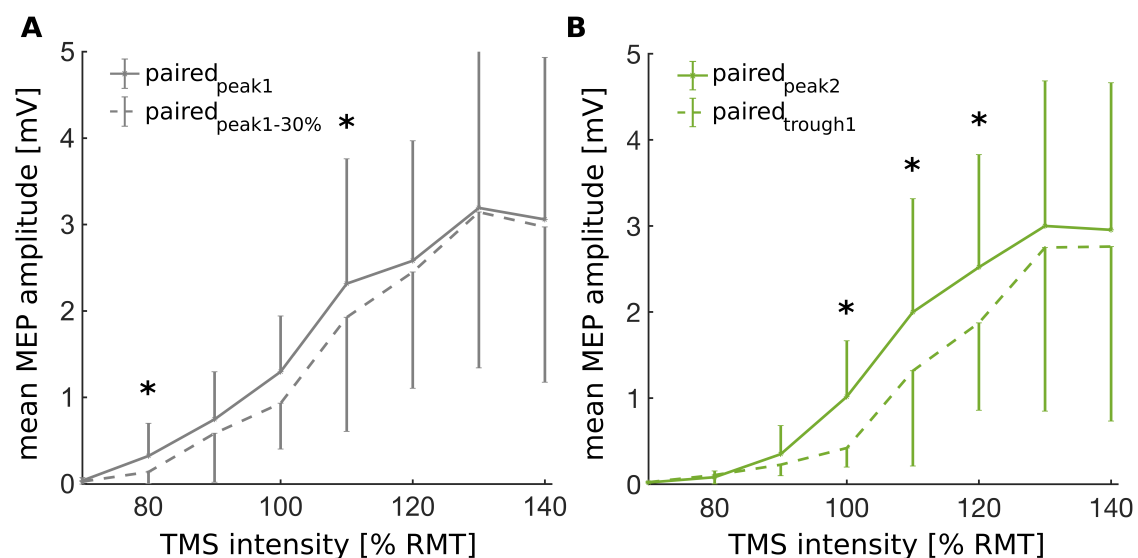 A
mean MEP amplitude [mV]
5
4
3
2
1
0
paired peak1
paired peak1-30%
*
*
80
100
120
140
TMS intensity [% RMT]
B
mean MEP amplitude [mV]
5
4
3
2
1
0
paired peak2
paired trough1
*
*
*
80
100
120
140
TMS intensity [% RMT]